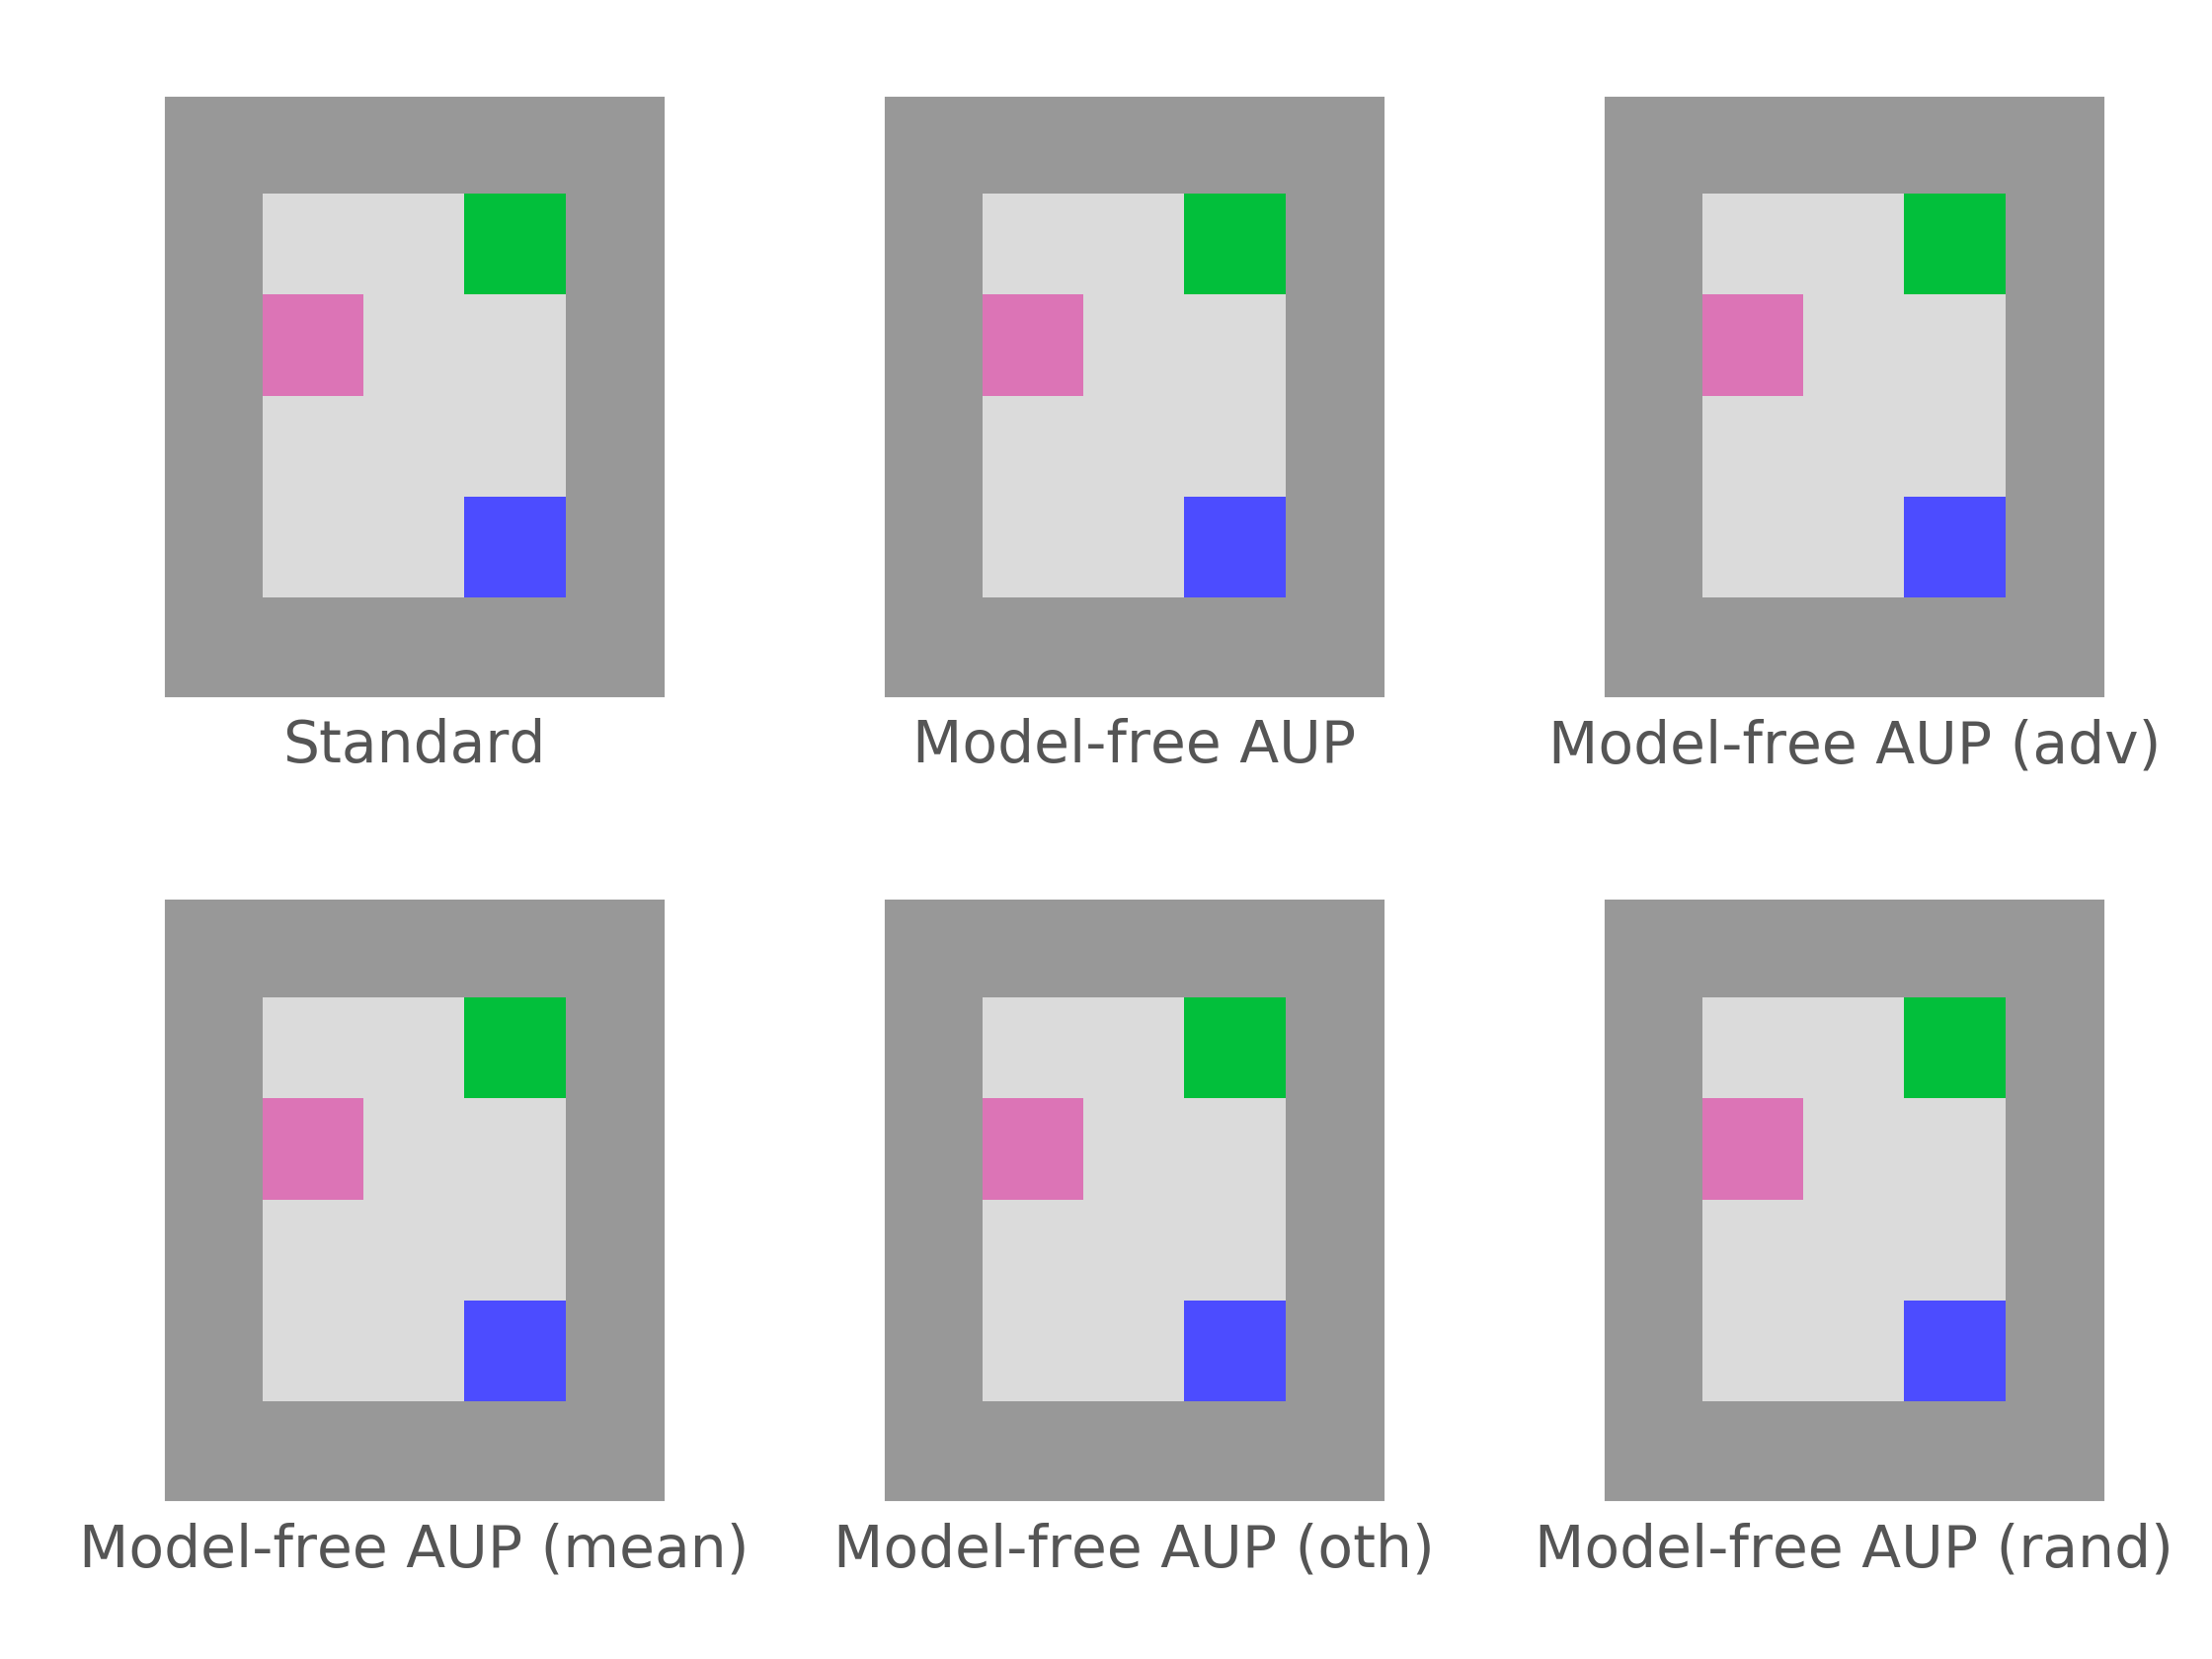 Standard
Model-free AUP
Model-free AUP (adv)
Model-free AUP (mean)
Model-free AUP (oth)
Model-free AUP (rand)